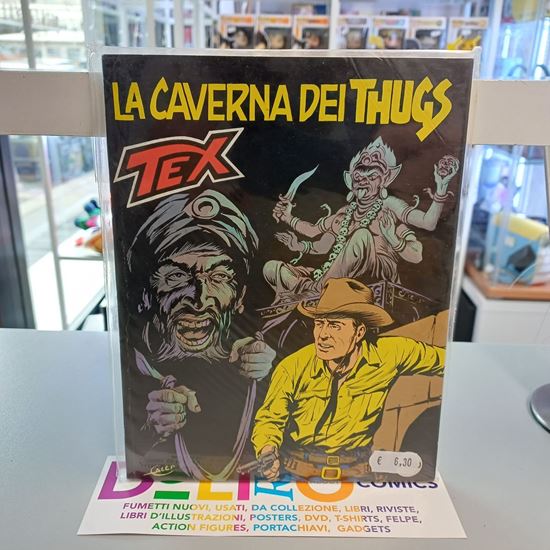 LA CAVERNA DEI THUGS
TEX
€ 6,30
DELIRIO
COMICS
FUMETTI NUOVI, USATI, DA COLLEZIONE, LIBRI, RIVISTE,
LIBRI D'ILLUSTRAZIONI, POSTERS, DVD, T-SHIRTS, FELPE,
ACTION FIGURES, PORTACHIAVI, GADGETS